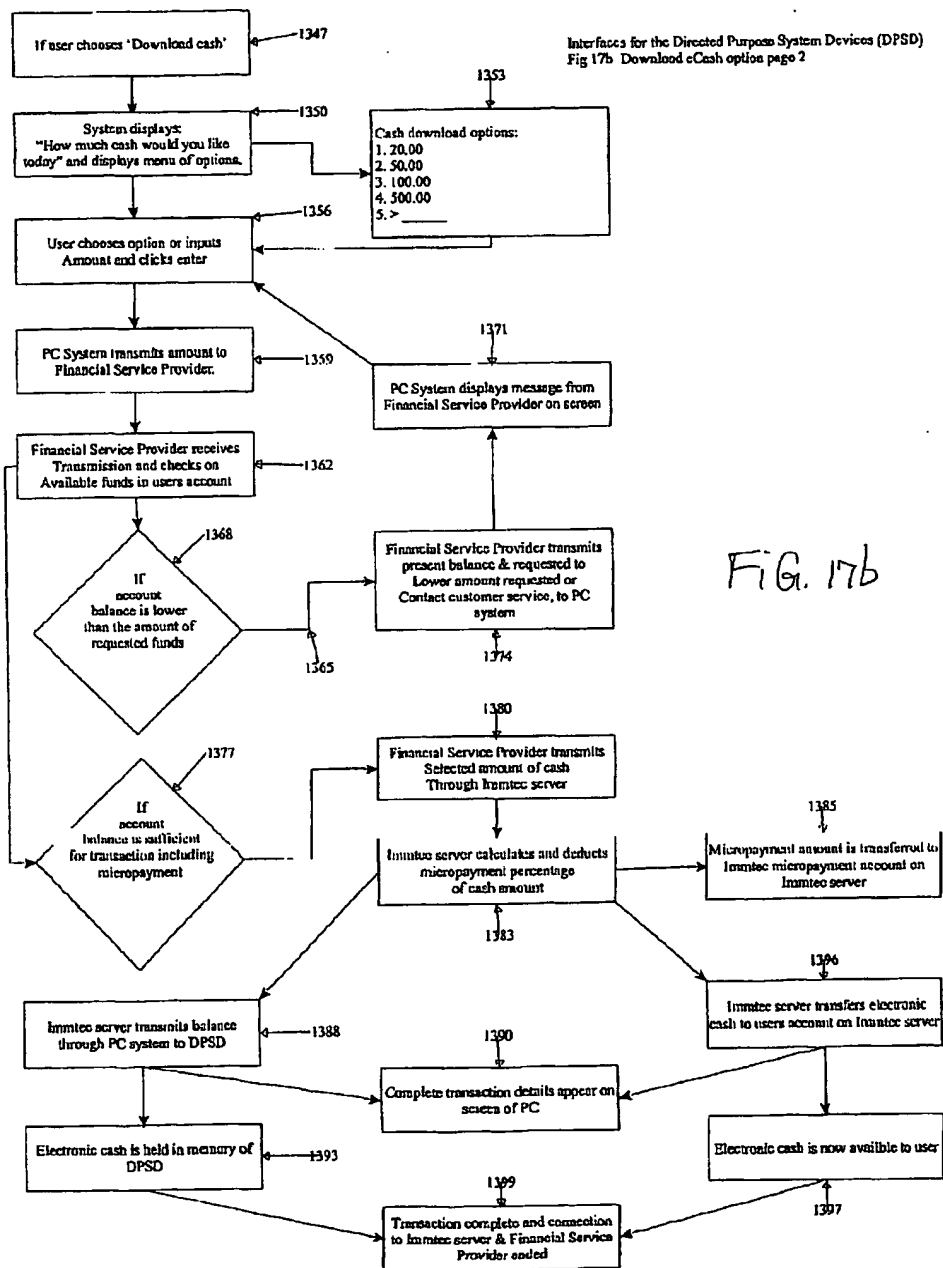 If user chooses 'Download cash'
1347
Interfaces for the Directed Purpose System Devices (DPSD)
Fig 17b Download eCash option page 2
1350
System displays:
"How much cash would you like
today" and displays menu of options.
1353
Cash download options:
1. 20.00
2. 50.00
3. 100.00
4. 500.00
5. > ______
1356
User chooses option or inputs
Amount and clicks enter
PC System transmits amount to
Financial Service Provider.
1359
1371
PC System displays message from
Financial Service Provider on screen
Financial Service Provider receives
Transmission and checks on
Available funds in users account
1362
1368
If
account
balance is lower
than the amount of
requested funds
1365
Financial Service Provider transmits
present balance & requested to
Lower amount requested or
Contact customer service, to PC
system
1374
FIG. 17b
1377
If
account
balance is sufficient
for transaction including
micropayment
1380
Financial Service Provider transmits
Selected amount of cash
Through Immtec server
Immtec server calculates and deducts
micropayment percentage
of cash amount
1383
1385
Micropayment amount is transferred to
Immtec micropayment account on
Immtec server
Immtec server transmits balance
through PC system to DPSD
1388
1390
Complete transaction details appear on
screen of PC
1396
Immtec server transfers electronic
cash to users account on Immtec server
Electronic cash is held in memory of
DPSD
1393
Electronic cash is now availble to user
1397
1399
Transaction complete and connection
to Immtec server & Financial Service
Provider ended